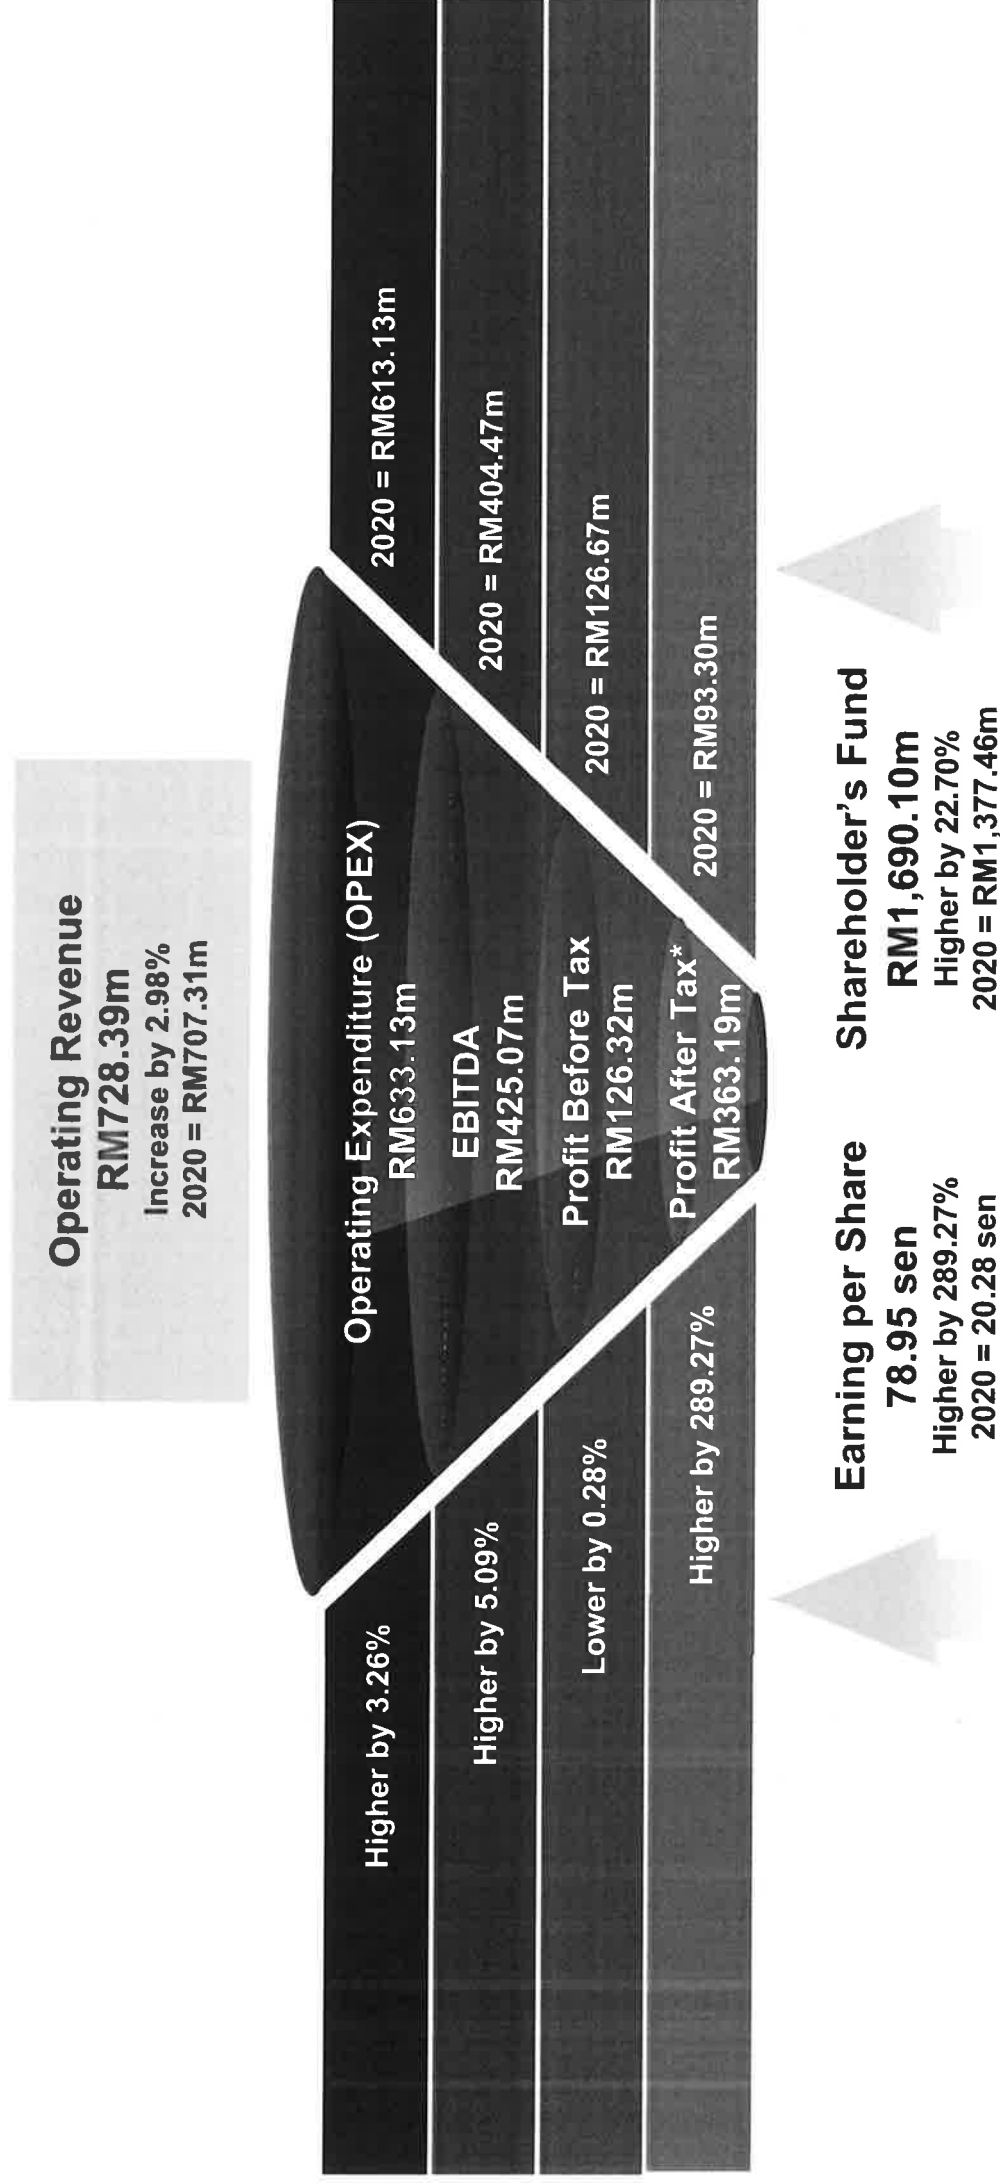 Operating Revenue
RM728.39m
Increase by 2.98%
2020 = RM707.31m
Higher by 3.26%
Operating Expenditure (OPEX)
RM633.13m
2020 = RM613.13m
Higher by 5.09%
EBITDA
RM425.07m
2020 = RM404.47m
Lower by 0.28%
Profit Before Tax
RM126.32m
2020 = RM126.67m
Higher by 289.27%
Profit After Tax*
RM363.19m
2020 = RM93.30m
Earning per Share
78.95 sen
Higher by 289.27%
2020 = 20.28 sen
Shareholder's Fund
RM1,690.10m
Higher by 22.70%
2020 = RM1,377.46m